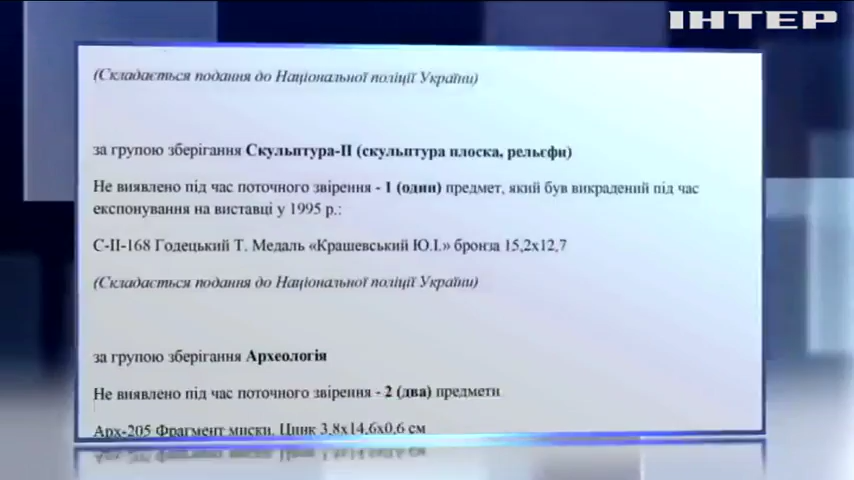 ІНТЕР
(Складається подання до Національної поліції України)
за групою зберігання Скульптура-ІІ (скульптура плоска, рельєфи)
Не виявлено під час поточного звірення - 1 (один) предмет, який був викрадений під час
експонування на виставці у 1995 р.:
С-ІІ-168 Годецький Т. Медаль «Крашевський Ю.І.» бронза 15,2х12,7
(Складається подання до Національної поліції України)
за групою зберігання Археологія
Не виявлено під час поточного звірення - 2 (два) предмети
Арх-205 Фрагмент миски. Цинк 3,8х14,6х0,6 см